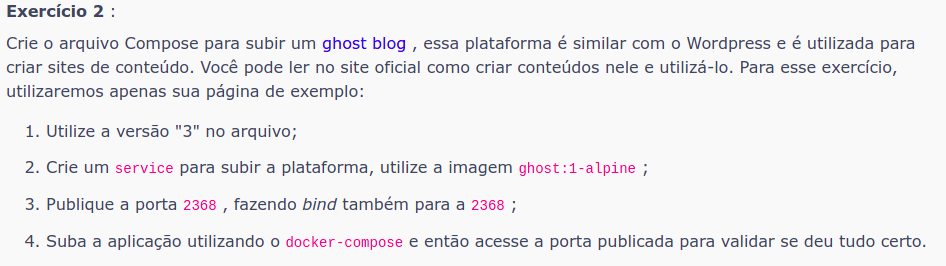 Exercício 2 :
Crie o arquivo Compose para subir um ghost blog , essa plataforma é similar com o Wordpress e é utilizada para
criar sites de conteúdo. Você pode ler no site oficial como criar conteúdos nele e utilizá-lo. Para esse exercício,
utilizaremos apenas sua página de exemplo:
1. Utilize a versão "3" no arquivo;
2. Crie um service para subir a plataforma, utilize a imagem ghost:1-alpine ;
3. Publique a porta 2368 , fazendo bind também para a 2368 ;
4. Suba a aplicação utilizando o docker-compose e então acesse a porta publicada para validar se deu tudo certo.